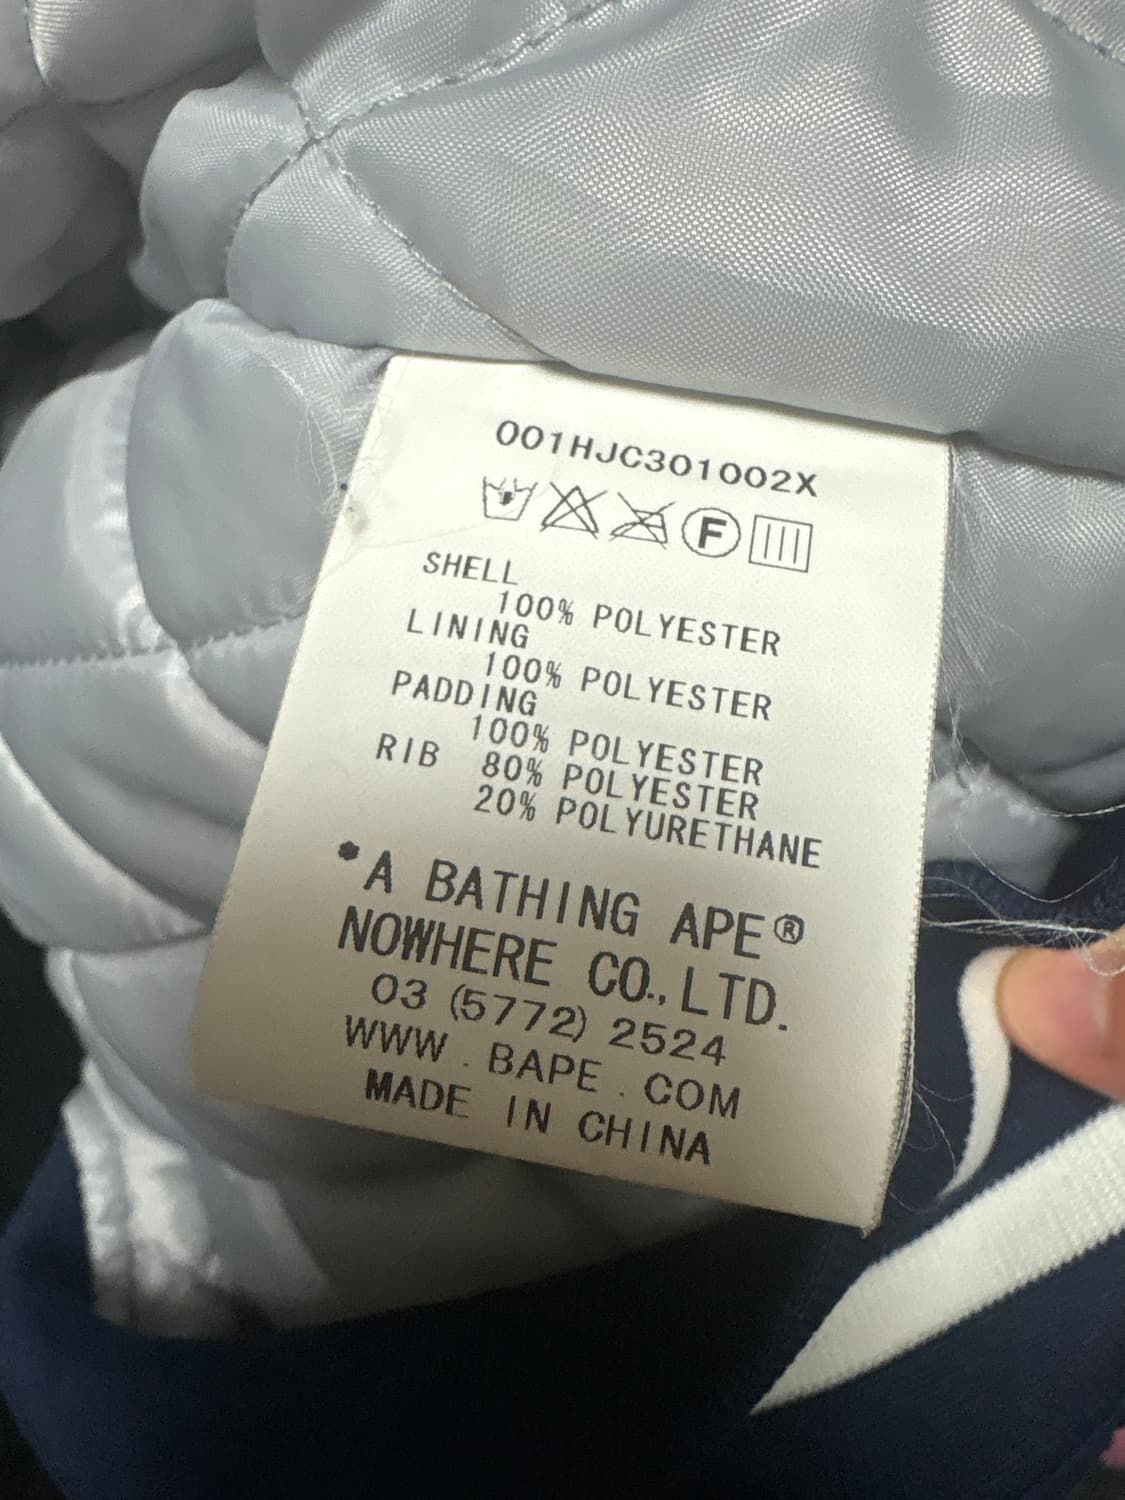 001HJC301002X
F
SHELL
100% POLYESTER
LINING
100% POLYESTER
PADDING
100% POLYESTER
RIB 80% POLYESTER
20% POLYURETHANE
*A BATHING APE®
NOWHERE CO.,LTD.
03 (5772) 2524
WWW.BAPE.COM
MADE IN CHINA